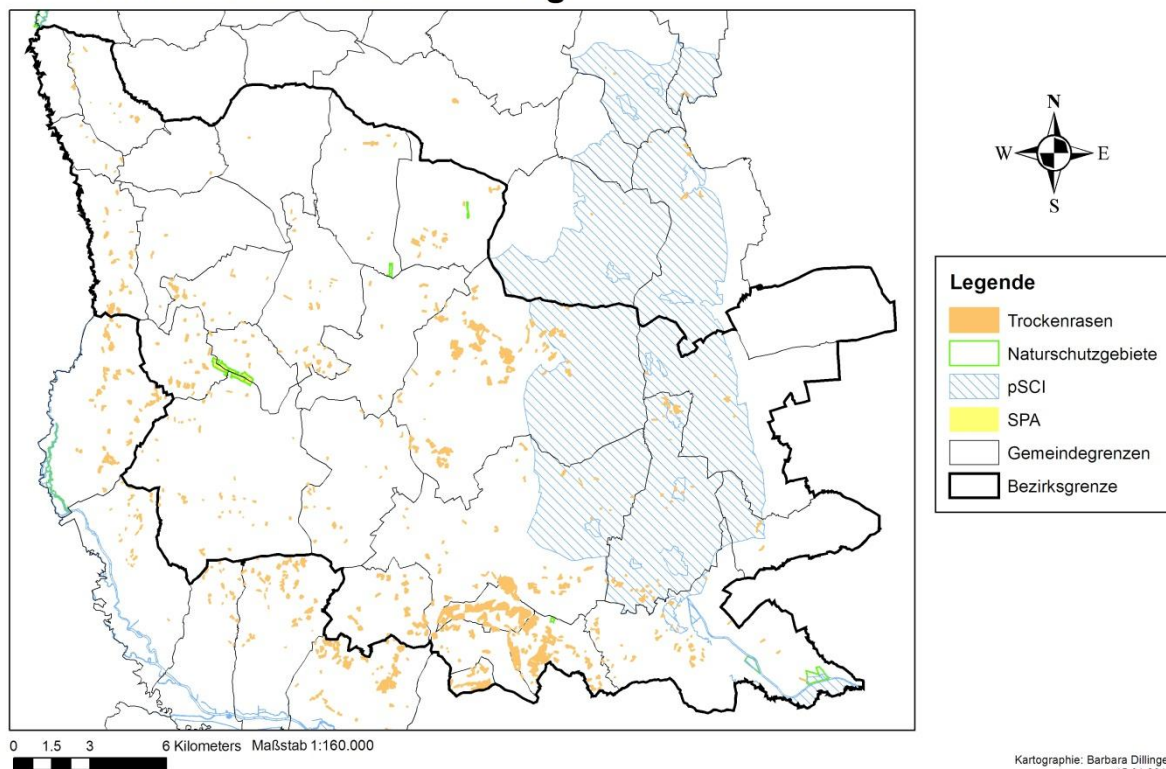 N
W E
S
Legende
Trockenrasen
Naturschutzgebiete
pSCI
SPA
Gemeindegrenzen
Bezirksgrenze
0 1.5 3 6 Kilometers Maßstab 1:160.000
Kartographie: Barbara Dillinge